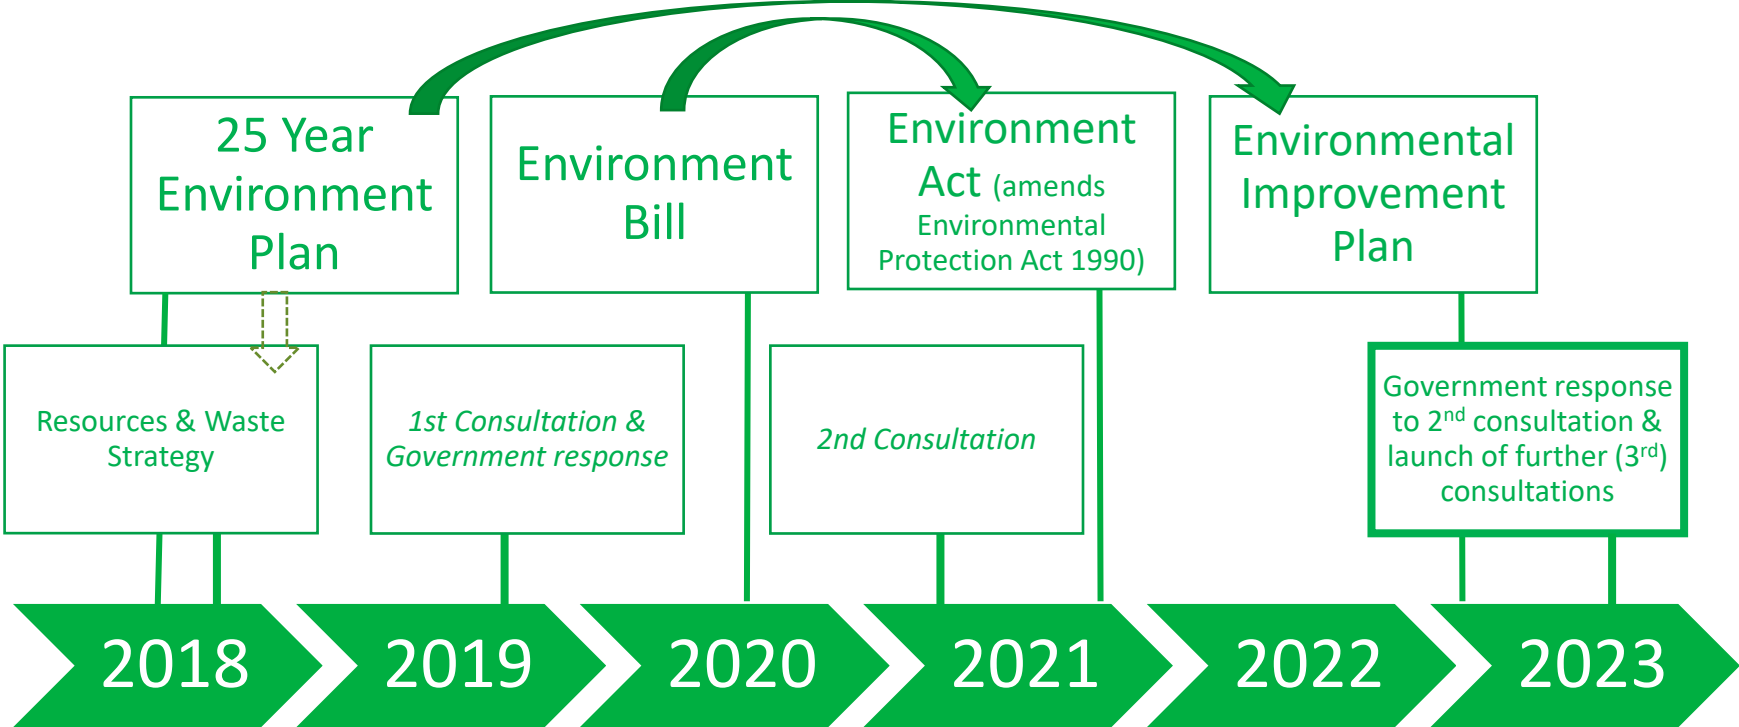 25 Year
Environment
Plan
Environment
Bill
Environment
Act (amends
Environmental
Protection Act 1990)
Environmental
Improvement
Plan
Resources & Waste
Strategy
1st Consultation &
Government response
2nd Consultation
Government response
to 2nd consultation &
launch of further (3rd)
consultations
2018
2019
2020
2021
2022
2023